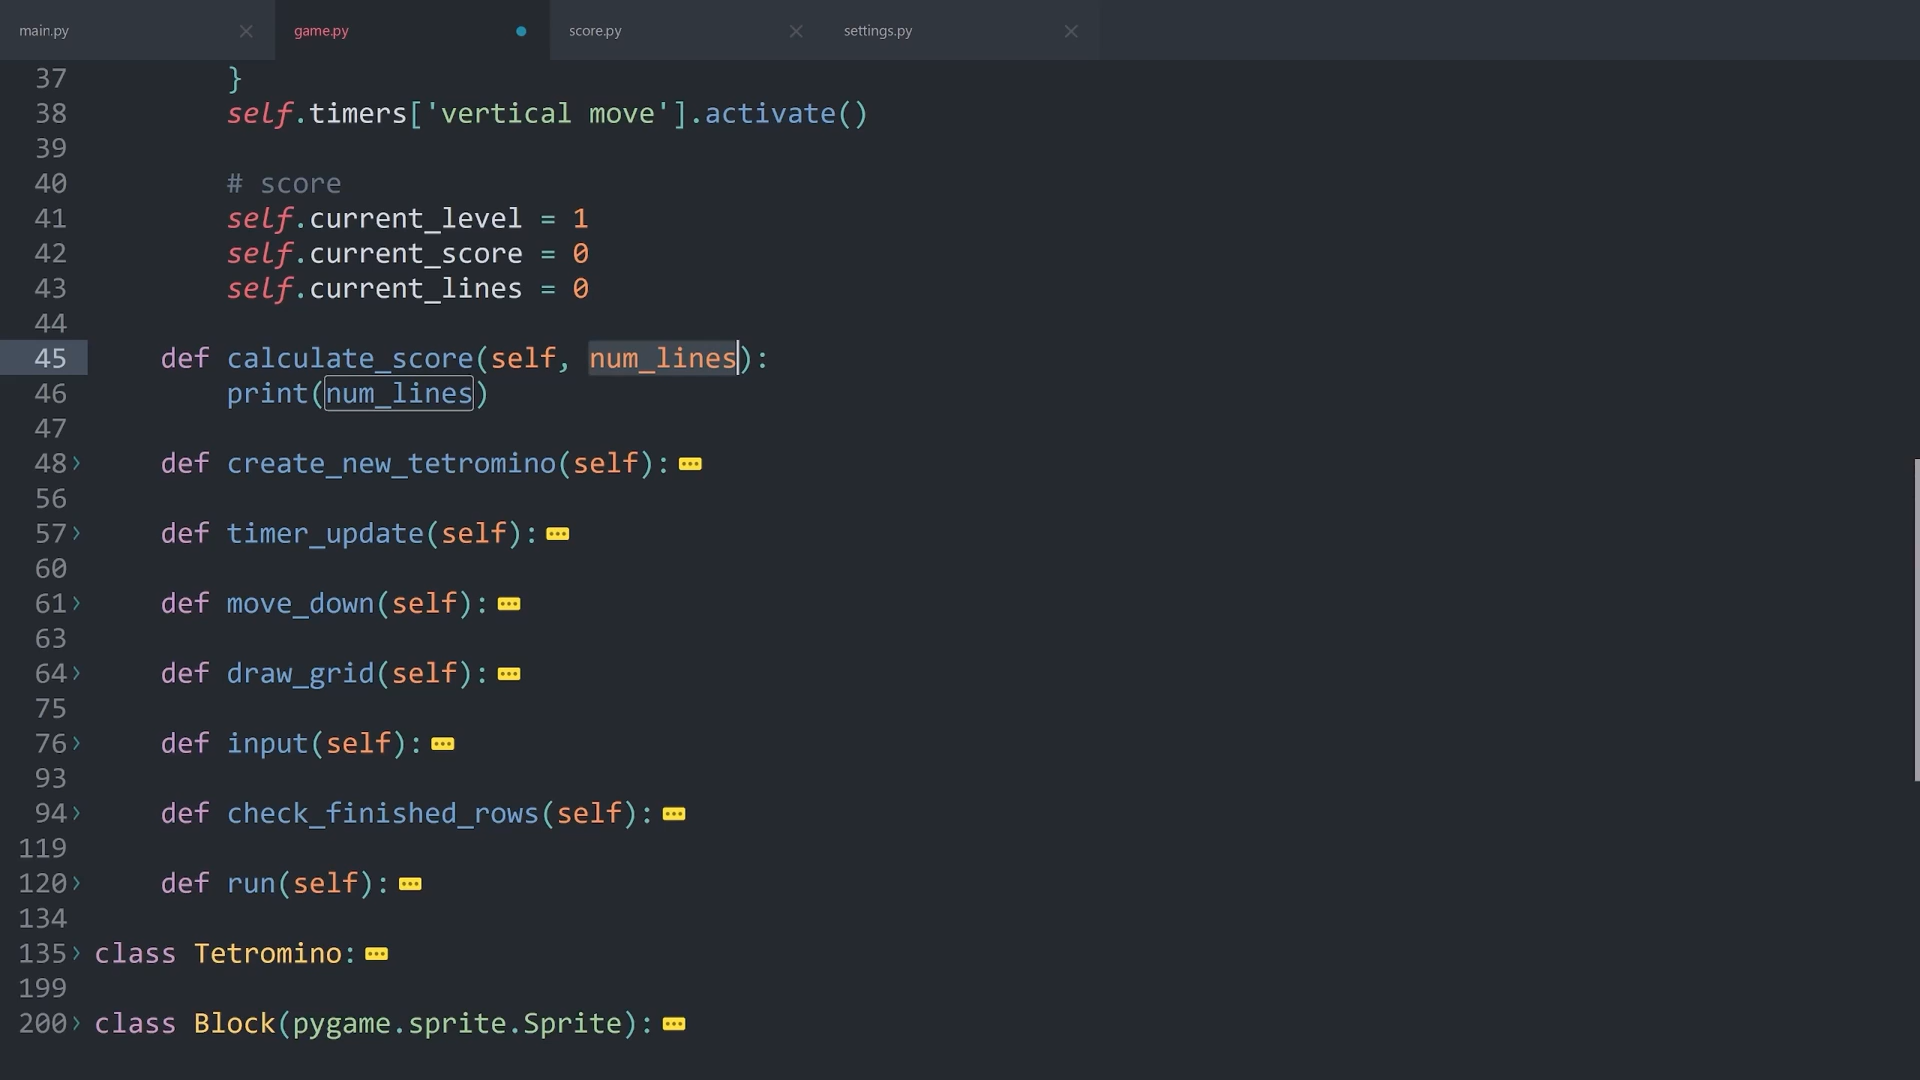 main.py
game.py
score.py
settings.py
37 }
38 self.timers['vertical move'].activate()
39
40 # score
41 self.current_level = 1
42 self.current_score = 0
43 self.current_lines = 0
44
45 def calculate_score(self, num_lines):
46 print(num_lines)
47
48 def create_new_tetromino(self):
56
57 def timer_update(self):
60
61 def move_down(self):
63
64 def draw_grid(self):
75
76 def input(self):
93
94 def check_finished_rows(self):
119
120 def run(self):
134
135 class Tetromino:
199
200 class Block(pygame.sprite.Sprite):